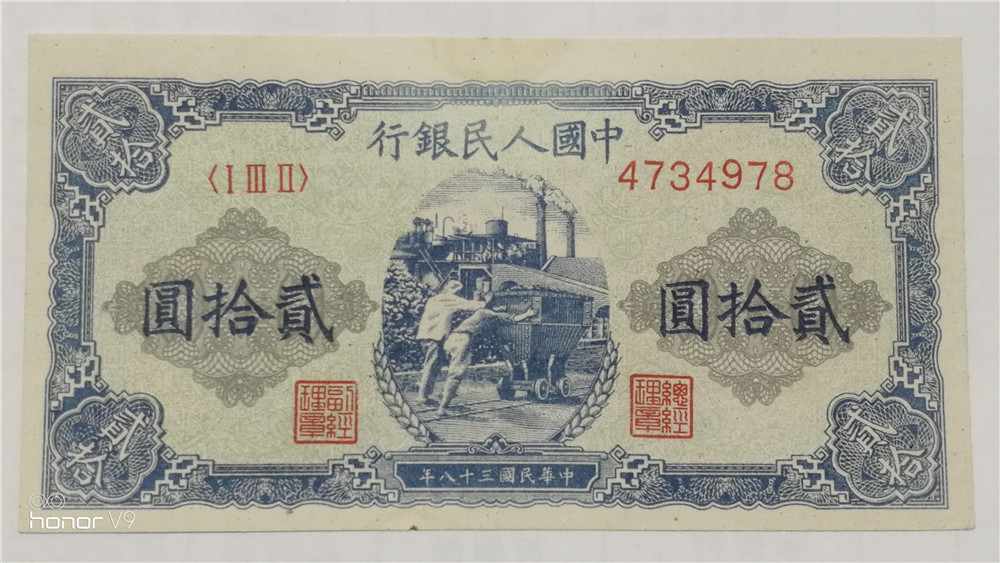 中國人民銀行
〈I III II〉
4734978
貳拾
貳拾
貳拾圓
貳拾圓
總經理章
副經理章
貳拾
貳拾
中華民國三十八年
honor V9